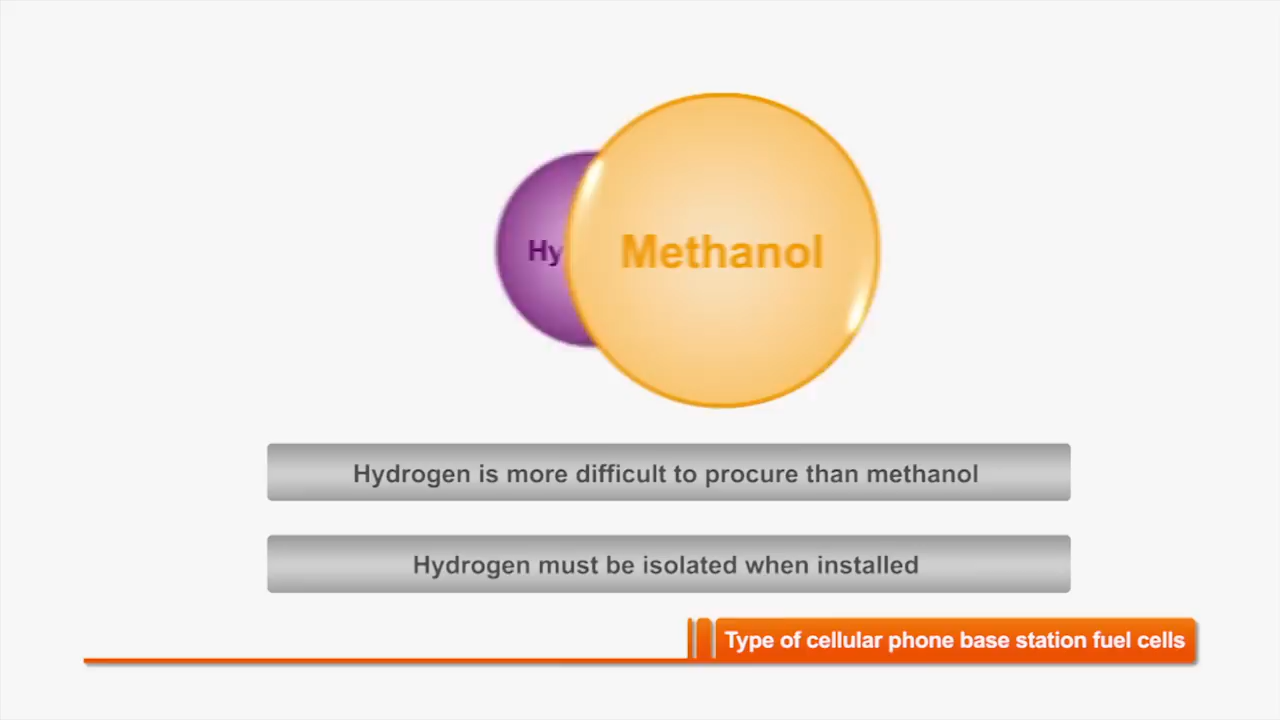 Hy
Methanol
Hydrogen is more difficult to procure than methanol
Hydrogen must be isolated when installed
Type of cellular phone base station fuel cells